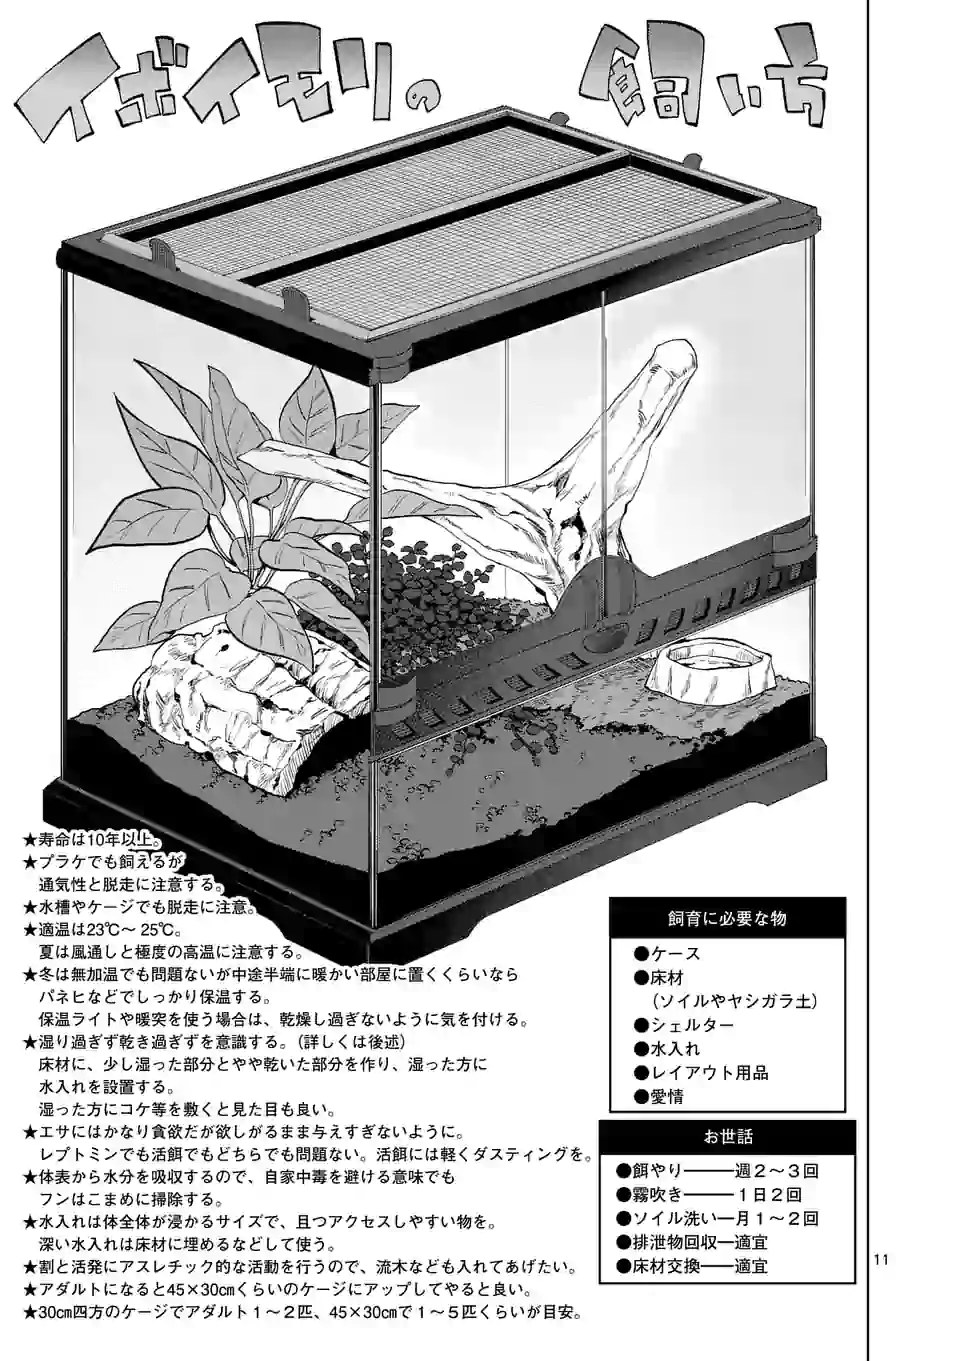 イボイモリの飼い方
★寿命は10年以上。
★プラケでも飼えるが
通気性と脱走に注意する。
★水槽やケージでも脱走に注意。
★適温は23℃～25℃。
夏は風通しと極度の高温に注意する。
★冬は無加温でも問題ないが中途半端に暖かい部屋に置くくらいなら
パネヒなどでしっかり保温する。
保温ライトや暖突を使う場合は、乾燥し過ぎないように気を付ける。
★湿り過ぎず乾き過ぎずを意識する。（詳しくは後述）
床材に、少し湿った部分とやや乾いた部分を作り、湿った方に
水入れを設置する。
湿った方にコケ等を敷くと見た目も良い。
★エサにはかなり貪欲だが欲しがるまま与えすぎないように。
レプトミンでも活餌でもどちらでも問題ない。活餌には軽くダスティングを。
★体表から水分を吸収するので、自家中毒を避ける意味でも
フンはこまめに掃除する。
★水入れは体全体が浸かるサイズで、且つアクセスしやすい物を。
深い水入れは床材に埋めるなどして使う。
★割と活発にアスレチック的な活動を行うので、流木なども入れてあげたい。
★アダルトになると45×30㎝くらいのケージにアップしてやると良い。
★30㎝四方のケージでアダルト１～２匹、45×30㎝で１～５匹くらいが目安。
飼育に必要な物
●ケース
●床材
（ソイルやヤシガラ土）
●シェルター
●水入れ
●レイアウト用品
●愛情
お世話
●餌やり―――週２～３回
●霧吹き―――１日２回
●ソイル洗い―月１～２回
●排泄物回収―適宜
●床材交換――適宜
11